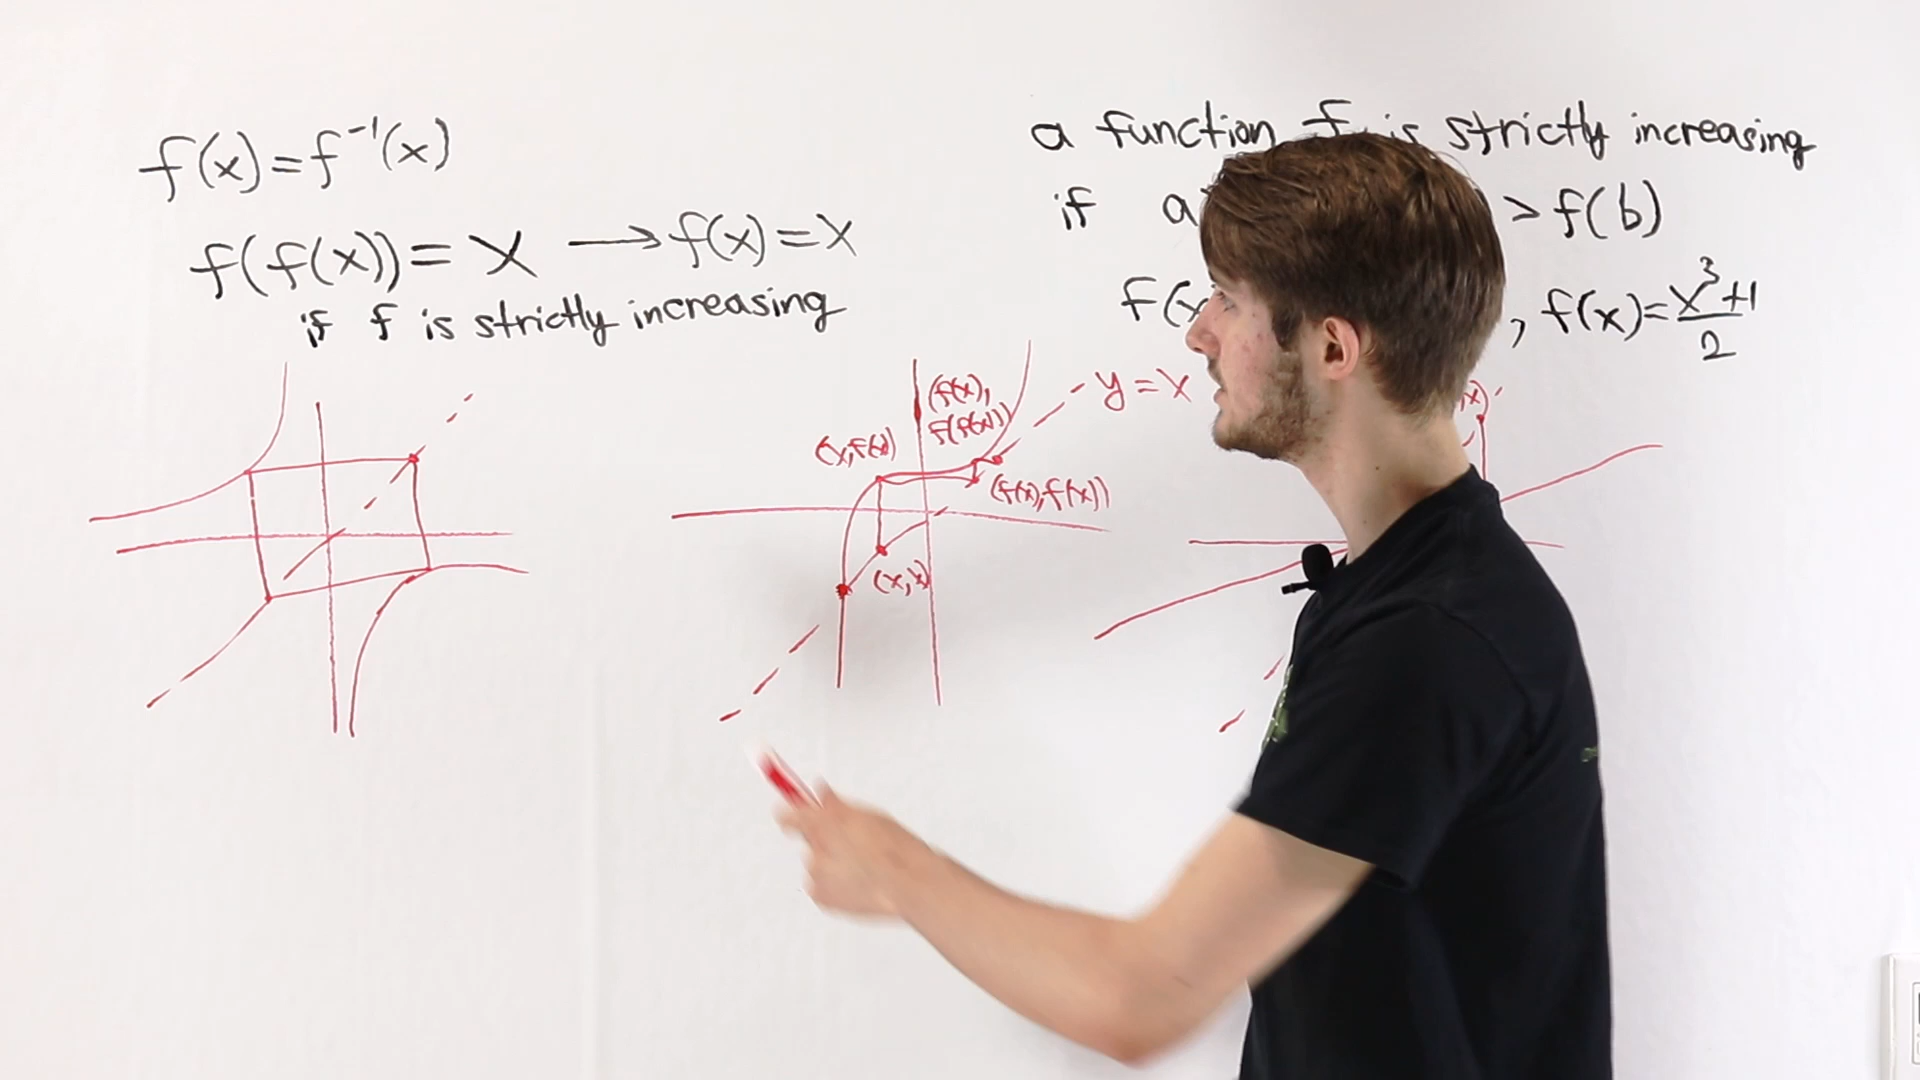 f(x)=f⁻¹(x)
f(f(x))= x ⟶ f(x)=x
if f is strictly increasing
a function f is strictly increasing
if a > f(b)
f(x , f(x)=(x³+1)/2
(x,f(x))
(f(x),
f(f(x)))
y=x
(f(x),f(x))
(x,x)
x)